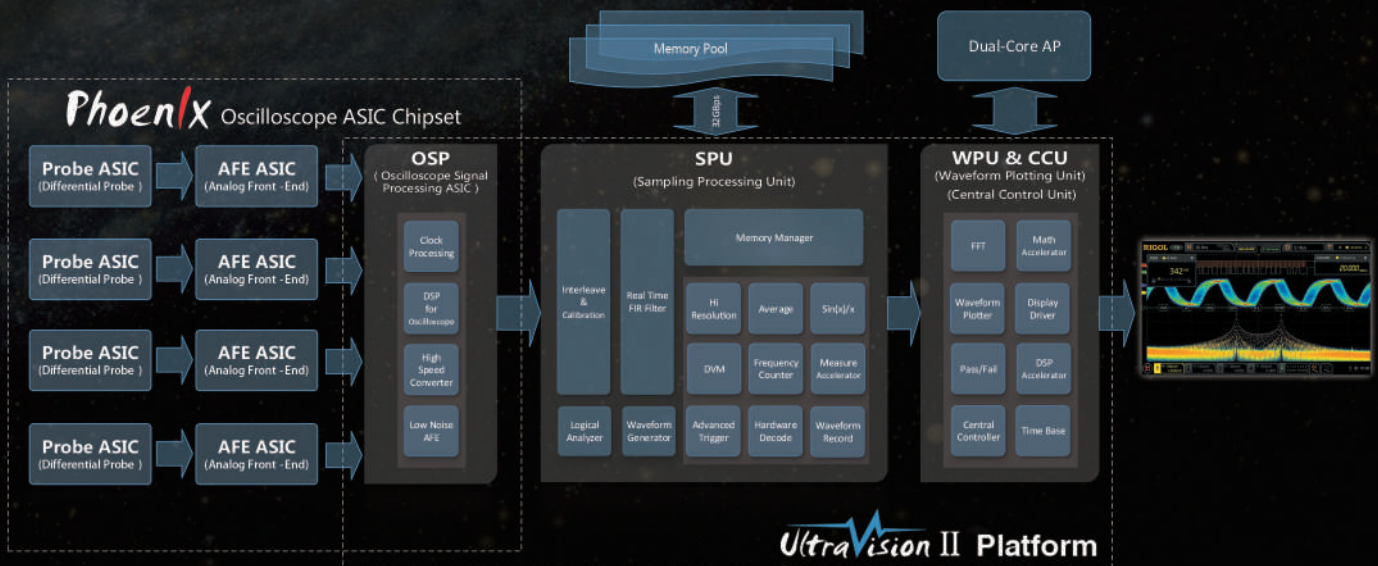 Memory Pool
Dual-Core AP
32GBps
Phoenix Oscilloscope ASIC Chipset
Probe ASIC
(Differential Probe )
AFE ASIC
(Analog Front -End)
Probe ASIC
(Differential Probe )
AFE ASIC
(Analog Front -End)
Probe ASIC
(Differential Probe )
AFE ASIC
(Analog Front -End)
Probe ASIC
(Differential Probe )
AFE ASIC
(Analog Front -End)
OSP
( Oscilloscope Signal
Processing ASIC )
Clock
Processing
DSP
for
Oscilloscope
High
Speed
Converter
Low Noise
AFE
SPU
(Sampling Processing Unit)
Interleave
&
Calibration
Real Time
FIR Filter
Memory Manager
Hi
Resolution
Average
Sin(x)/x
DVM
Frequency
Counter
Measure
Accelerator
Logical
Analyzer
Waveform
Generator
Advanced
Trigger
Hardware
Decode
Waveform
Record
WPU & CCU
(Waveform Plotting Unit)
(Central Control Unit)
FFT
Math
Accelerator
Waveform
Plotter
Display
Driver
Pass/Fail
DSP
Accelerator
Central
Controller
Time Base
RIGOL
342
20.000
UltraVision II Platform